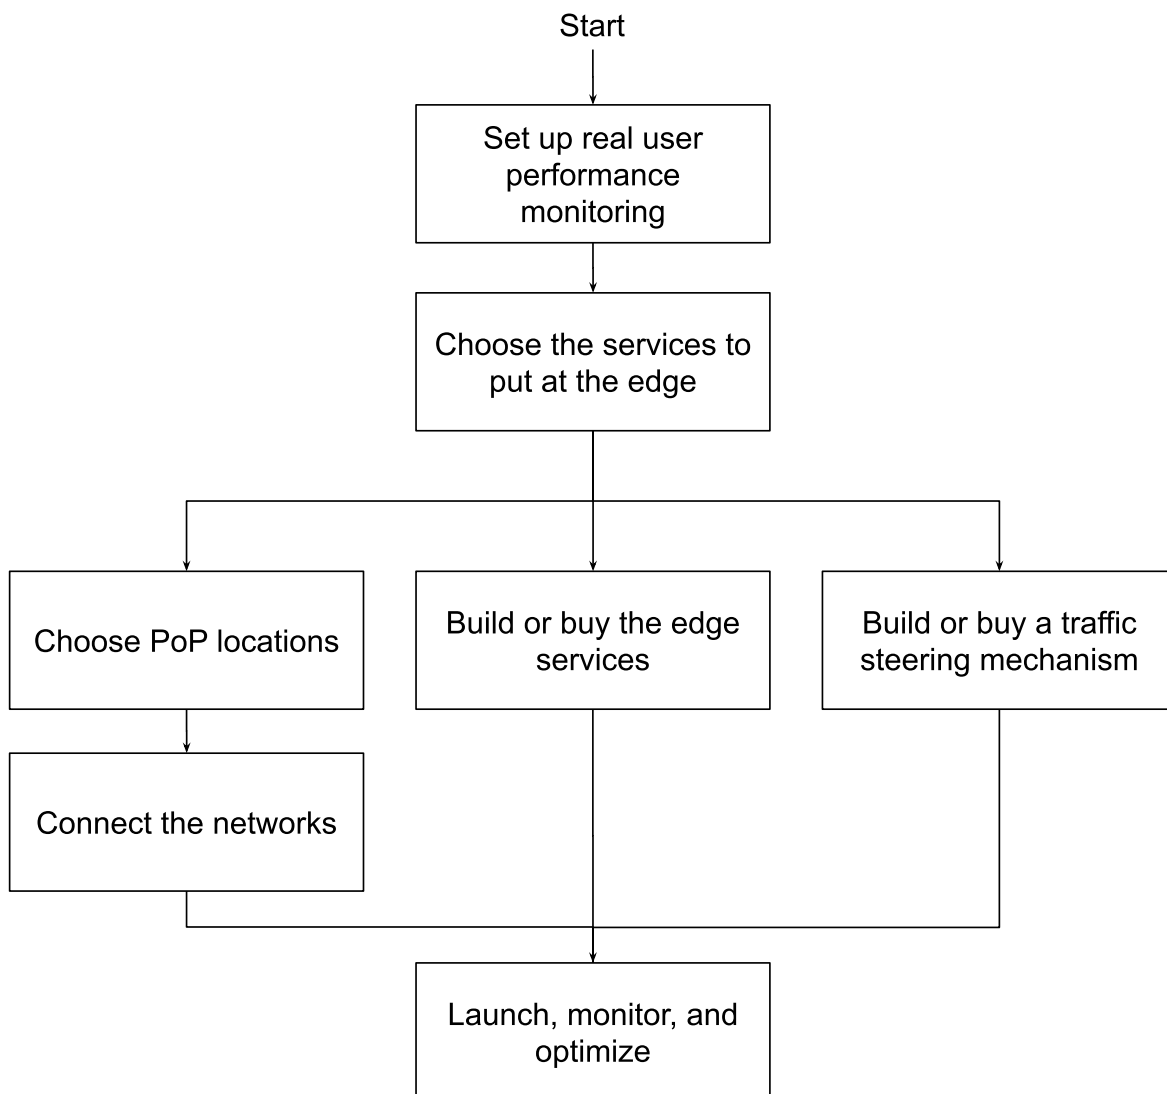 Start
Set up real user
performance
monitoring
Choose the services to
put at the edge
Choose PoP locations
Build or buy the edge
services
Build or buy a traffic
steering mechanism
Connect the networks
Launch, monitor, and
optimize